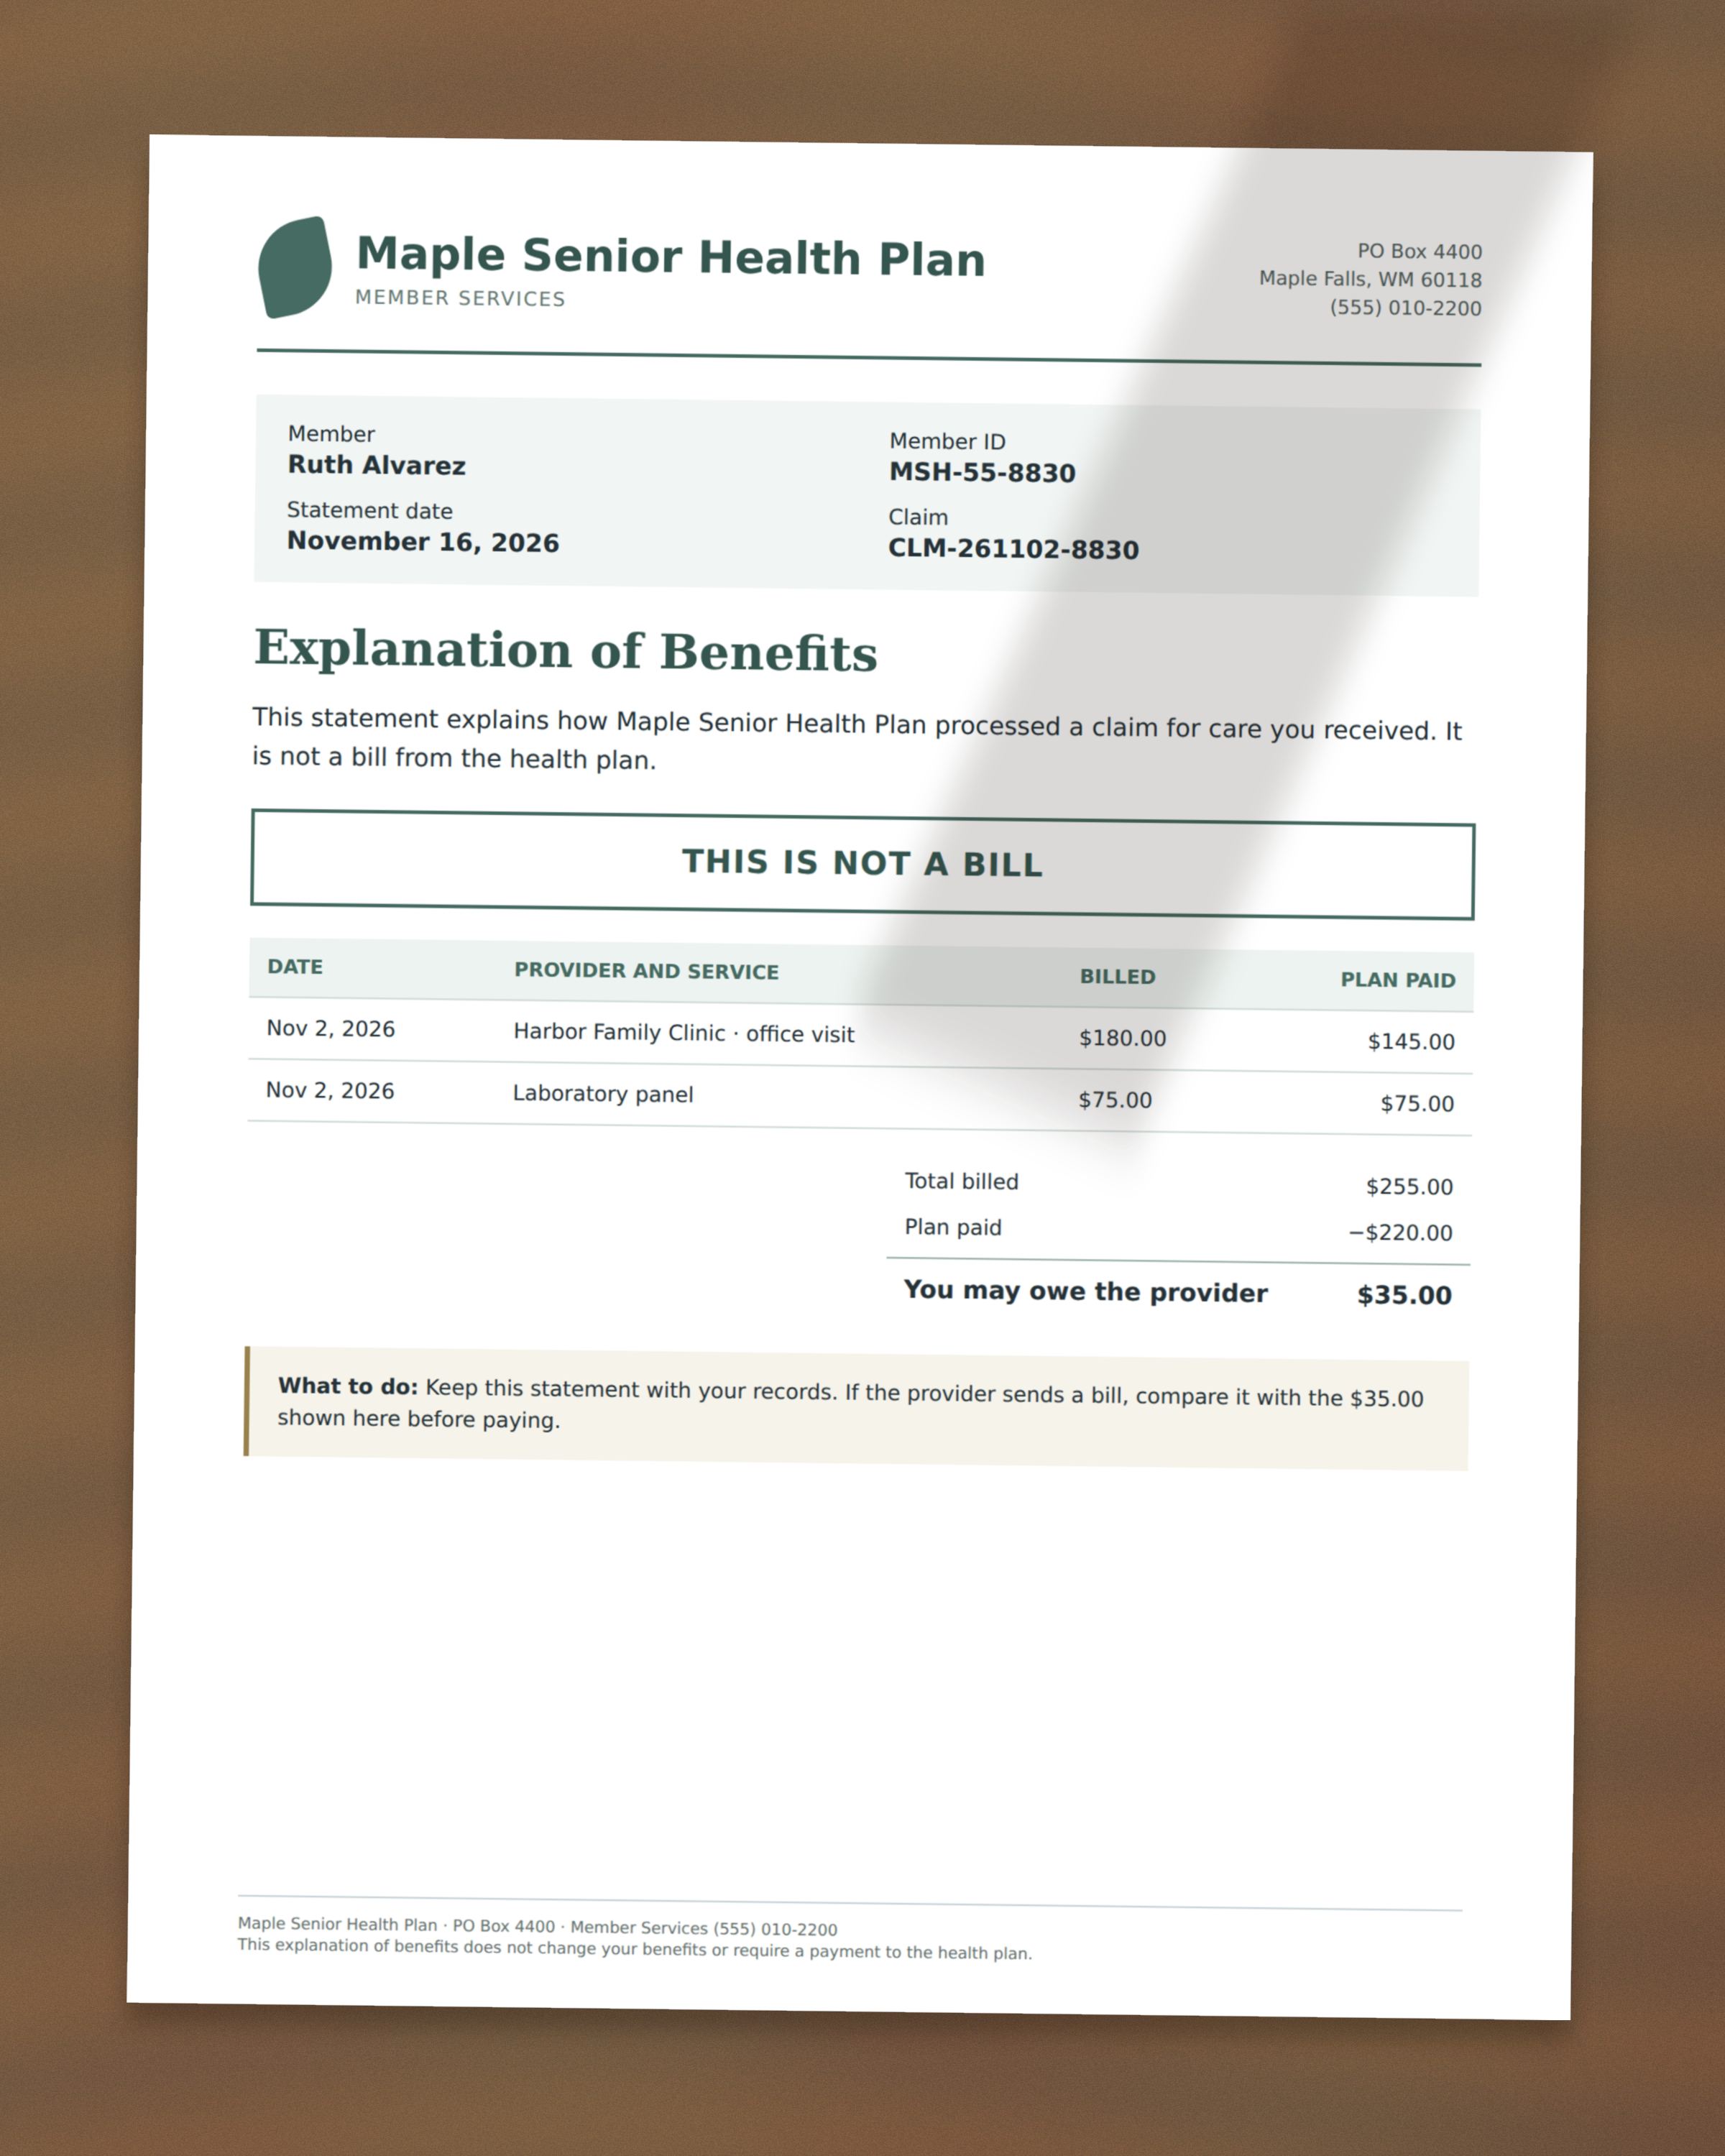 Maple Senior Health Plan
MEMBER SERVICES
PO Box 4400
Maple Falls, WM 60118
(555) 010-2200
Member
Ruth Alvarez
Member ID
MSH-55-8830
Statement date
November 16, 2026
Claim
CLM-261102-8830
Explanation of Benefits
This statement explains how Maple Senior Health Plan processed a claim for care you received. It
is not a bill from the health plan.
THIS IS NOT A BILL
DATE PROVIDER AND SERVICE BILLED PLAN PAID
Nov 2, 2026 Harbor Family Clinic · office visit $180.00 $145.00
Nov 2, 2026 Laboratory panel $75.00 $75.00
Total billed $255.00
Plan paid −$220.00
You may owe the provider $35.00
What to do: Keep this statement with your records. If the provider sends a bill, compare it with the $35.00
shown here before paying.
Maple Senior Health Plan · PO Box 4400 · Member Services (555) 010-2200
This explanation of benefits does not change your benefits or require a payment to the health plan.